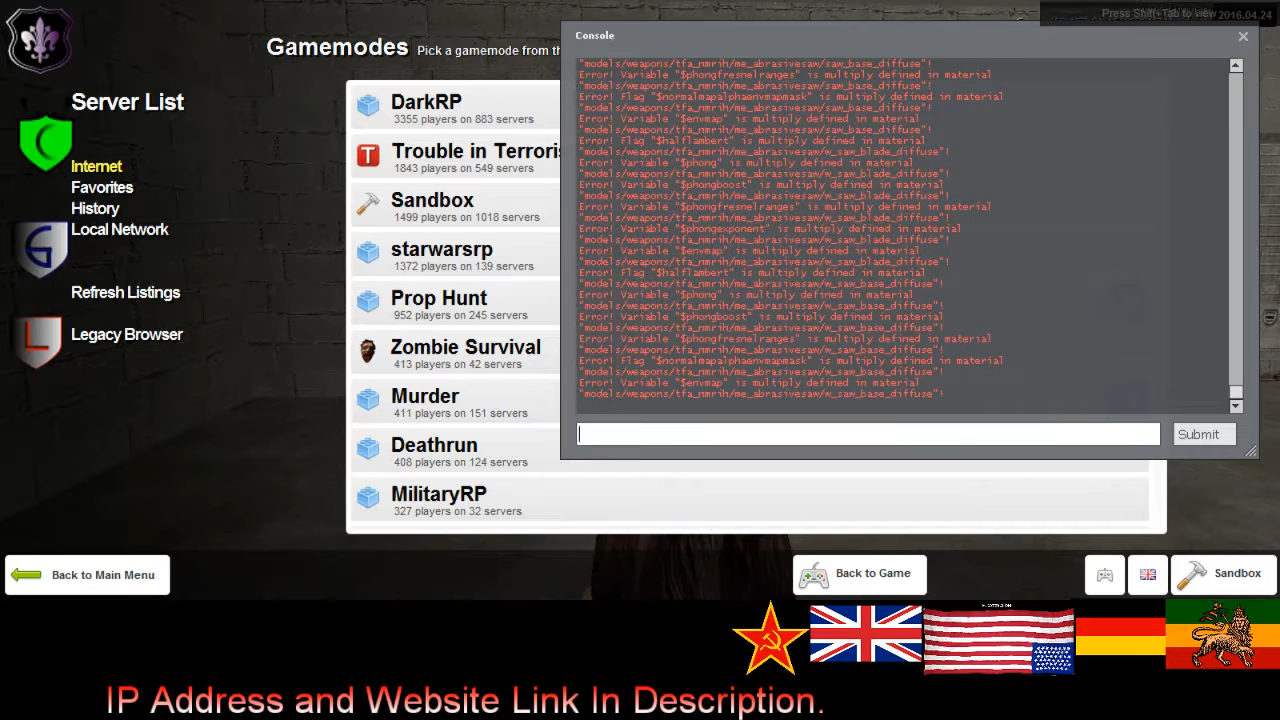 Press Shift+Tab to view
2016.04.24
Gamemodes Pick a gamemode from th
Server List
Internet
Favorites
History
Local Network
Refresh Listings
Legacy Browser
G
L
DarkRP
3355 players on 883 servers
T
Trouble in Terroris
1843 players on 549 servers
Sandbox
1499 players on 1018 servers
starwarsrp
1372 players on 139 servers
Prop Hunt
952 players on 245 servers
Zombie Survival
413 players on 42 servers
Murder
411 players on 151 servers
Deathrun
408 players on 124 servers
MilitaryRP
327 players on 32 servers
Console
"models/weapons/tfa_nmrih/me_abrasivesaw/saw_base_diffuse"!
Error! Variable "$phongfresnelranges" is multiply defined in material
"models/weapons/tfa_nmrih/me_abrasivesaw/saw_base_diffuse"!
Error! Flag "$normalmapalphaenvmapmask" is multiply defined in material
"models/weapons/tfa_nmrih/me_abrasivesaw/saw_base_diffuse"!
Error! Variable "$envmap" is multiply defined in material
"models/weapons/tfa_nmrih/me_abrasivesaw/saw_base_diffuse"!
Error! Flag "$halflambert" is multiply defined in material
"models/weapons/tfa_nmrih/me_abrasivesaw/w_saw_blade_diffuse"!
Error! Variable "$phong" is multiply defined in material
"models/weapons/tfa_nmrih/me_abrasivesaw/w_saw_blade_diffuse"!
Error! Variable "$phongboost" is multiply defined in material
"models/weapons/tfa_nmrih/me_abrasivesaw/w_saw_blade_diffuse"!
Error! Variable "$phongfresnelranges" is multiply defined in material
"models/weapons/tfa_nmrih/me_abrasivesaw/w_saw_blade_diffuse"!
Error! Variable "$phongexponent" is multiply defined in material
"models/weapons/tfa_nmrih/me_abrasivesaw/w_saw_blade_diffuse"!
Error! Variable "$envmap" is multiply defined in material
"models/weapons/tfa_nmrih/me_abrasivesaw/w_saw_blade_diffuse"!
Error! Flag "$halflambert" is multiply defined in material
"models/weapons/tfa_nmrih/me_abrasivesaw/w_saw_base_diffuse"!
Error! Variable "$phong" is multiply defined in material
"models/weapons/tfa_nmrih/me_abrasivesaw/w_saw_base_diffuse"!
Error! Variable "$phongboost" is multiply defined in material
"models/weapons/tfa_nmrih/me_abrasivesaw/w_saw_base_diffuse"!
Error! Variable "$phongfresnelranges" is multiply defined in material
"models/weapons/tfa_nmrih/me_abrasivesaw/w_saw_base_diffuse"!
Error! Flag "$normalmapalphaenvmapmask" is multiply defined in material
"models/weapons/tfa_nmrih/me_abrasivesaw/w_saw_base_diffuse"!
Error! Variable "$envmap" is multiply defined in material
"models/weapons/tfa_nmrih/me_abrasivesaw/w_saw_base_diffuse"!
Submit
Back to Main Menu
Back to Game
Sandbox
IP Address and Website Link In Description.